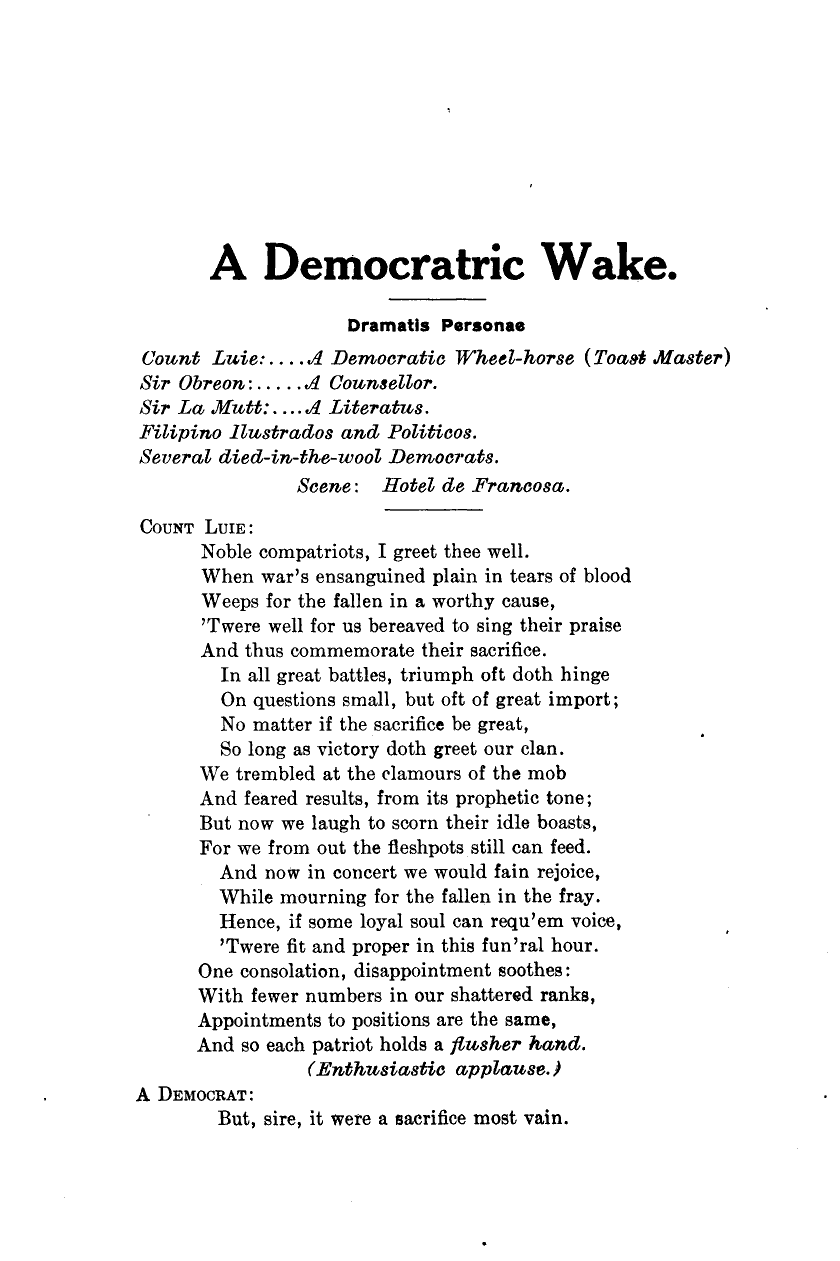 A Democratric Wake.
Dramatis Personae
Count Luie:....A Democratic Wheel-horse (Toast Master)
Sir Obreon:.....A Counsellor.
Sir La Mutt:....A Literatus.
Filipino Ilustrados and Politicos.
Several died-in-the-wool Democrats.
Scene: Hotel de Francosa.
COUNT LUIE:
Noble compatriots, I greet thee well.
When war's ensanguined plain in tears of blood
Weeps for the fallen in a worthy cause,
'Twere well for us bereaved to sing their praise
And thus commemorate their sacrifice.
In all great battles, triumph oft doth hinge
On questions small, but oft of great import;
No matter if the sacrifice be great,
So long as victory doth greet our clan.
We trembled at the clamours of the mob
And feared results, from its prophetic tone;
But now we laugh to scorn their idle boasts,
For we from out the fleshpots still can feed.
And now in concert we would fain rejoice,
While mourning for the fallen in the fray.
Hence, if some loyal soul can requ'em voice,
'Twere fit and proper in this fun'ral hour.
One consolation, disappointment soothes:
With fewer numbers in our shattered ranks,
Appointments to positions are the same,
And so each patriot holds a flusher hand.
(Enthusiastic applause.)
A DEMOCRAT:
But, sire, it were a sacrifice most vain.